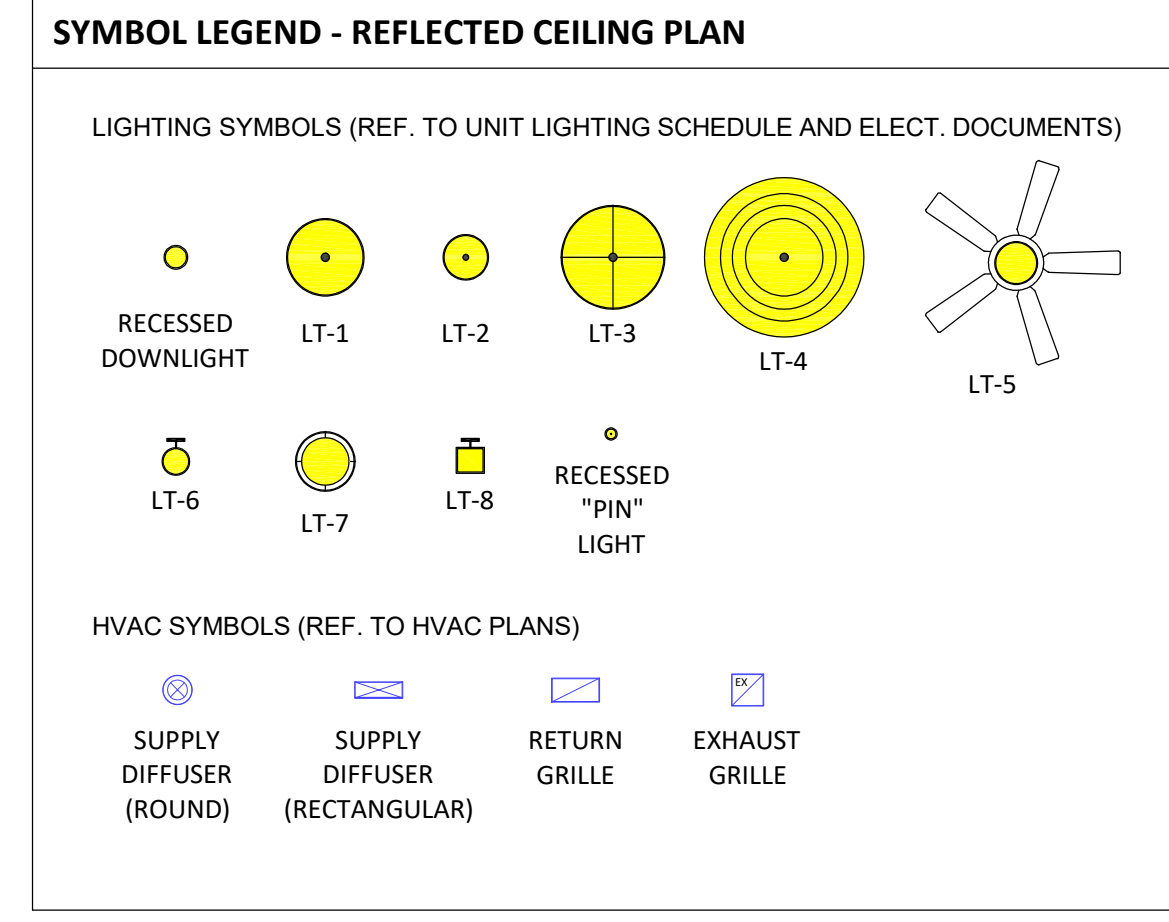 SYMBOL LEGEND - REFLECTED CEILING PLAN
LIGHTING SYMBOLS (REF. TO UNIT LIGHTING SCHEDULE AND ELECT. DOCUMENTS)
RECESSED
DOWNLIGHT
LT-1
LT-2
LT-3
LT-4
LT-5
LT-6
LT-7
LT-8
RECESSED
"PIN"
LIGHT
HVAC SYMBOLS (REF. TO HVAC PLANS)
SUPPLY
DIFFUSER
(ROUND)
SUPPLY
DIFFUSER
(RECTANGULAR)
RETURN
GRILLE
EX
EXHAUST
GRILLE